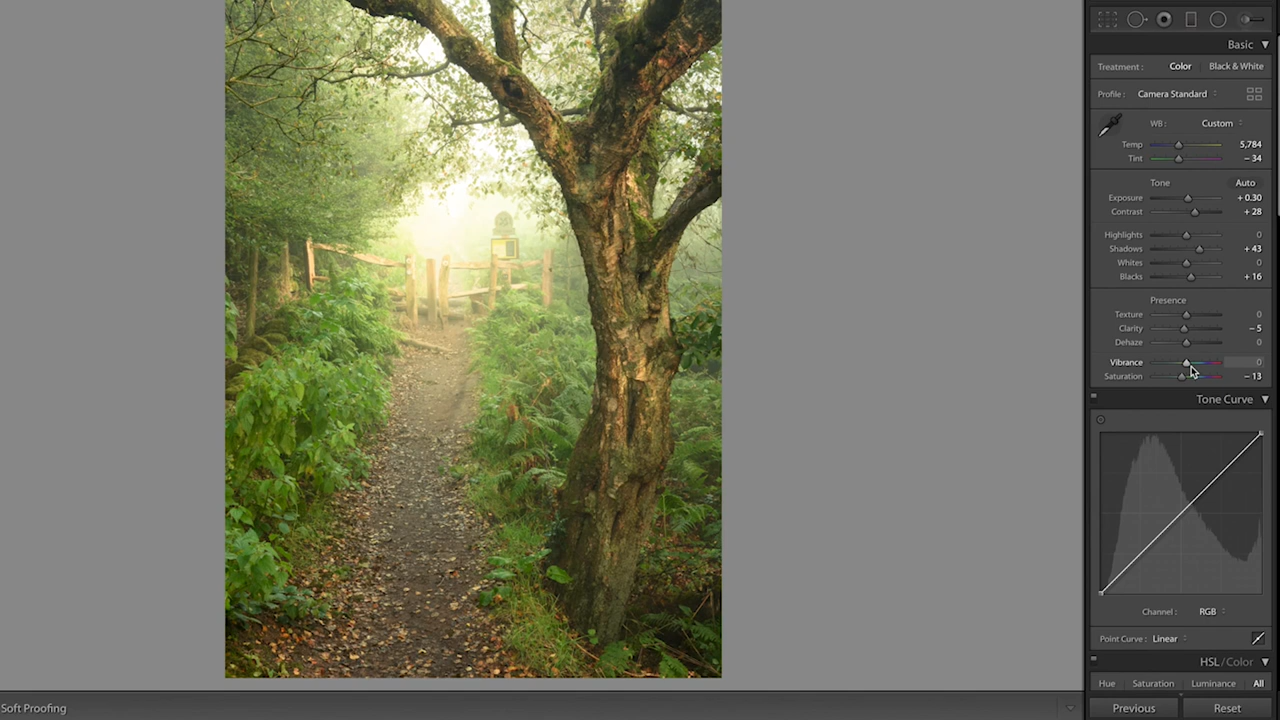 Basic
Treatment : Color Black & White
Profile : Camera Standard
WB : Custom
Temp 5,784
Tint – 34
Tone Auto
Exposure + 0.30
Contrast + 28
Highlights 0
Shadows + 43
Whites 0
Blacks + 16
Presence
Texture 0
Clarity – 5
Dehaze 0
Vibrance 0
Saturation – 13
Tone Curve
Channel : RGB
Point Curve : Linear
HSL / Color
Hue Saturation Luminance All
Soft Proofing Previous Reset